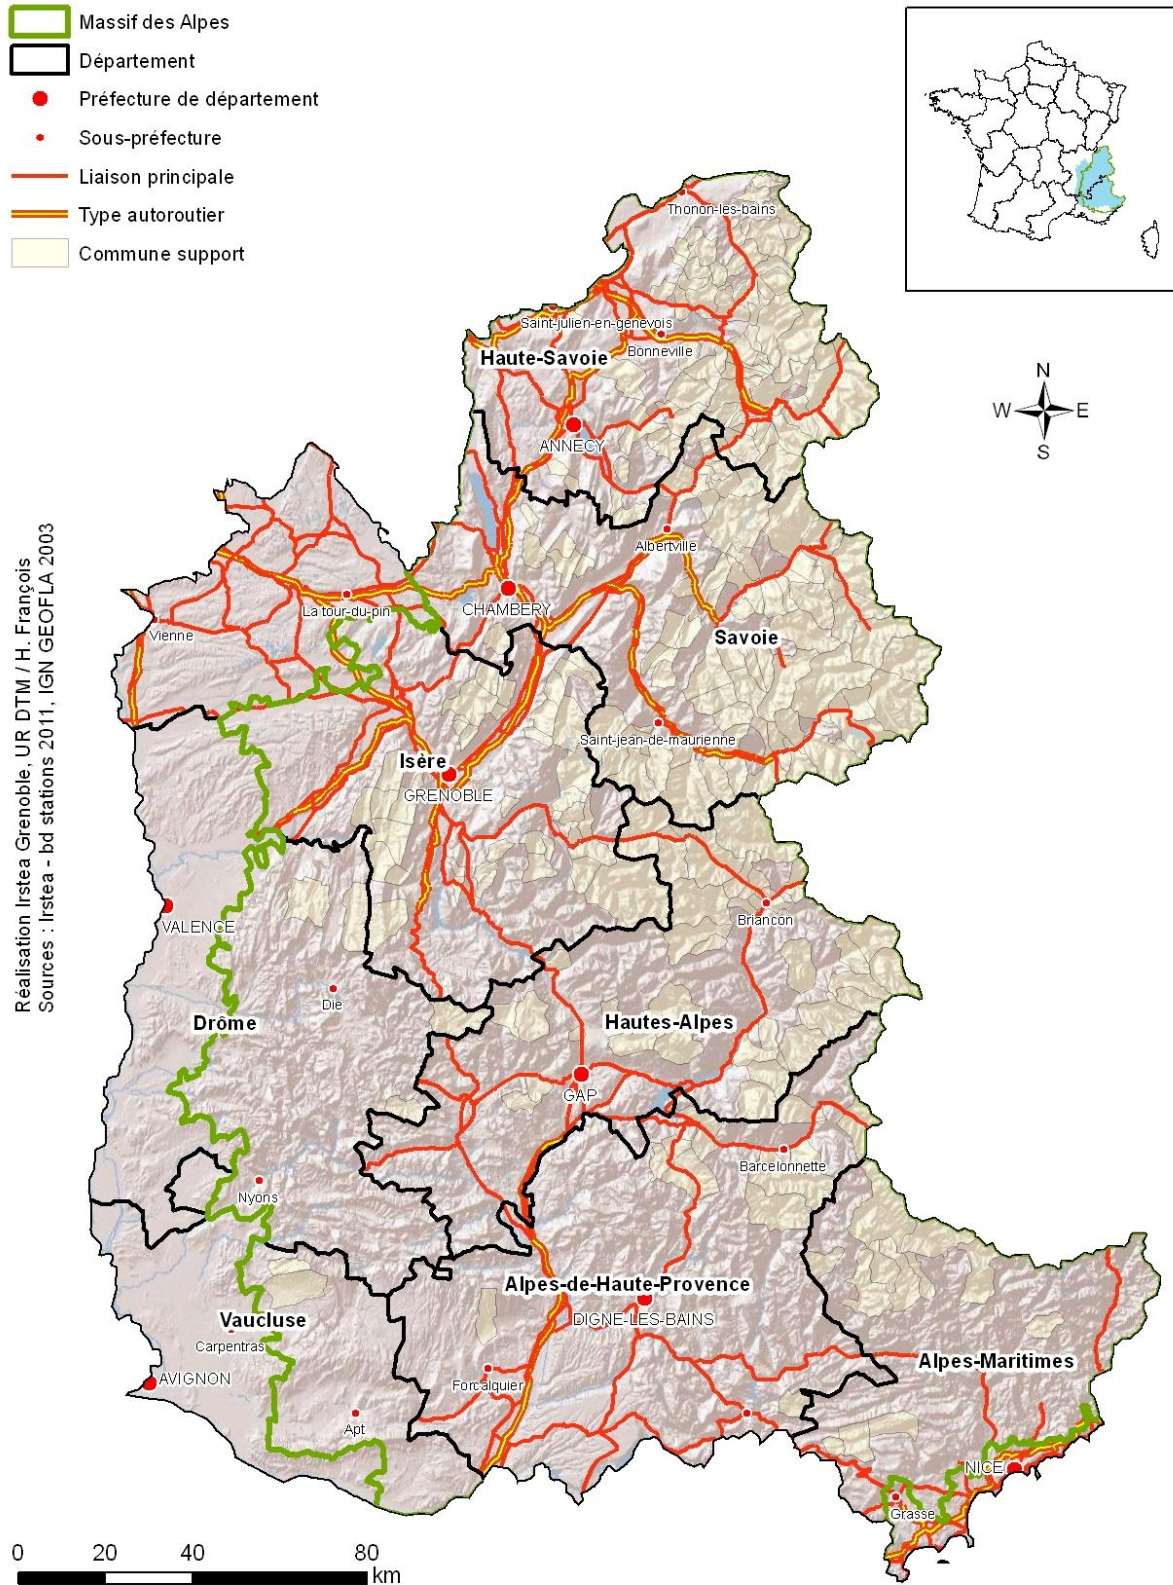 Massif des Alpes
Département
Préfecture de département
Sous-préfecture
Liaison principale
Type autoroutier
Commune support
N
W E
S
Réalisation Irstea Grenoble, UR DTM / H. François
Sources : Irstea - bd stations 2011, IGN GEOFLA 2003
Thonon-les-bains
Saint-julien-en-genevois
Haute-Savoie
Bonneville
ANNECY
Albertville
CHAMBERY
La tour-du-pin
Vienne
Savoie
Saint-jean-de-maurienne
Isère
GRENOBLE
Briancon
VALENCE
Die
Drôme
Hautes-Alpes
GAP
Barcelonnette
Nyons
Alpes-de-Haute-Provence
DIGNE-LES-BAINS
Vaucluse
Carpentras
Alpes-Maritimes
AVIGNON
Forcalquier
Apt
NICE
Grasse
0 20 40 80
km